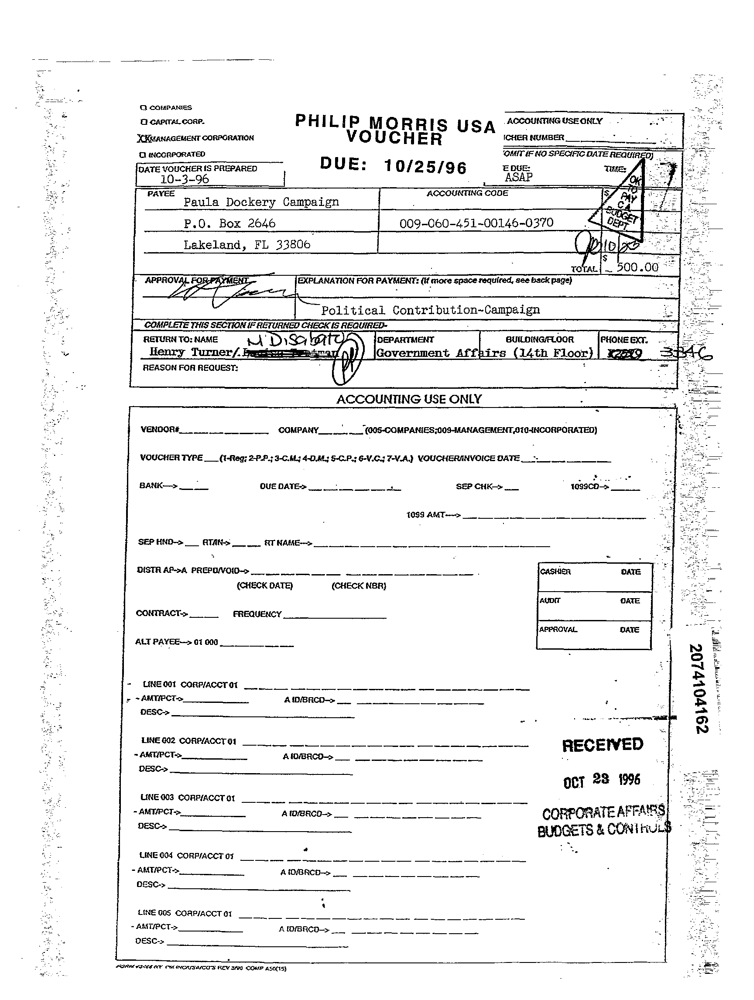 ☐ COMPANIES
☐ CAPITAL CORP.
XXMANAGEMENT CORPORATION
☐ INCORPORATED
PHILIP MORRIS USA
VOUCHER
DUE: 10/25/96
ACCOUNTING USE ONLY
CHER NUMBER
OMIT IF NO SPECIFIC DATE REQUIRED)
DATE VOUCHER IS PREPARED
10-3-96
E DUE:
ASAP
TIME:
OK TO PAY C.A. BUDGET DEPT
PAYEE
ACCOUNTING CODE
$
Paula Dockery Campaign
P.O. Box 2646
009-060-451-00146-0370
Lakeland, FL 33806
TOTAL
$ 500.00
APPROVAL FOR PAYMENT
EXPLANATION FOR PAYMENT: (If more space required, see back page)
Political Contribution-Campaign
COMPLETE THIS SECTION IF RETURNED CHECK IS REQUIRED-
RETURN TO: NAME
M. DiSabato
DEPARTMENT
BUILDING/FLOOR
PHONE EXT.
Henry Turner/
Government Affairs (14th Floor)
3346
REASON FOR REQUEST:
ACCOUNTING USE ONLY
VENDOR# COMPANY (005-COMPANIES;009-MANAGEMENT,010-INCORPORATED)
VOUCHER TYPE (1-Reg; 2-P.P.; 3-C.M.; 4-D.M.; 5-C.P.; 6-V.C.; 7-V.A.) VOUCHER/INVOICE DATE
BANK--> DUE DATE-> SEP CHK-> 1099CD->
1099 AMT--->
SEP HND--> RT/AN-> RT NAME-->
DISTR AP->A PREPD/VOID->
(CHECK DATE) (CHECK NBR)
CASHIER DATE
AUDIT DATE
CONTRACT-> FREQUENCY
APPROVAL DATE
ALT PAYEE--> 01 000
LINE 001 CORP/ACCT 01
- AMT/PCT-> A ID/BRCD->
DESC->
LINE 002 CORP/ACCT 01
- AMT/PCT-> A ID/BRCD->
DESC->
RECEIVED
OCT 23 1996
CORPORATE AFFAIRS
BUDGETS & CONTROLS
LINE 003 CORP/ACCT 01
- AMT/PCT-> A ID/BRCD->
DESC->
LINE 004 CORP/ACCT 01
- AMT/PCT-> A ID/BRCD->
DESC->
LINE 005 CORP/ACCT 01
- AMT/PCT-> A ID/BRCD->
DESC->
2074104162